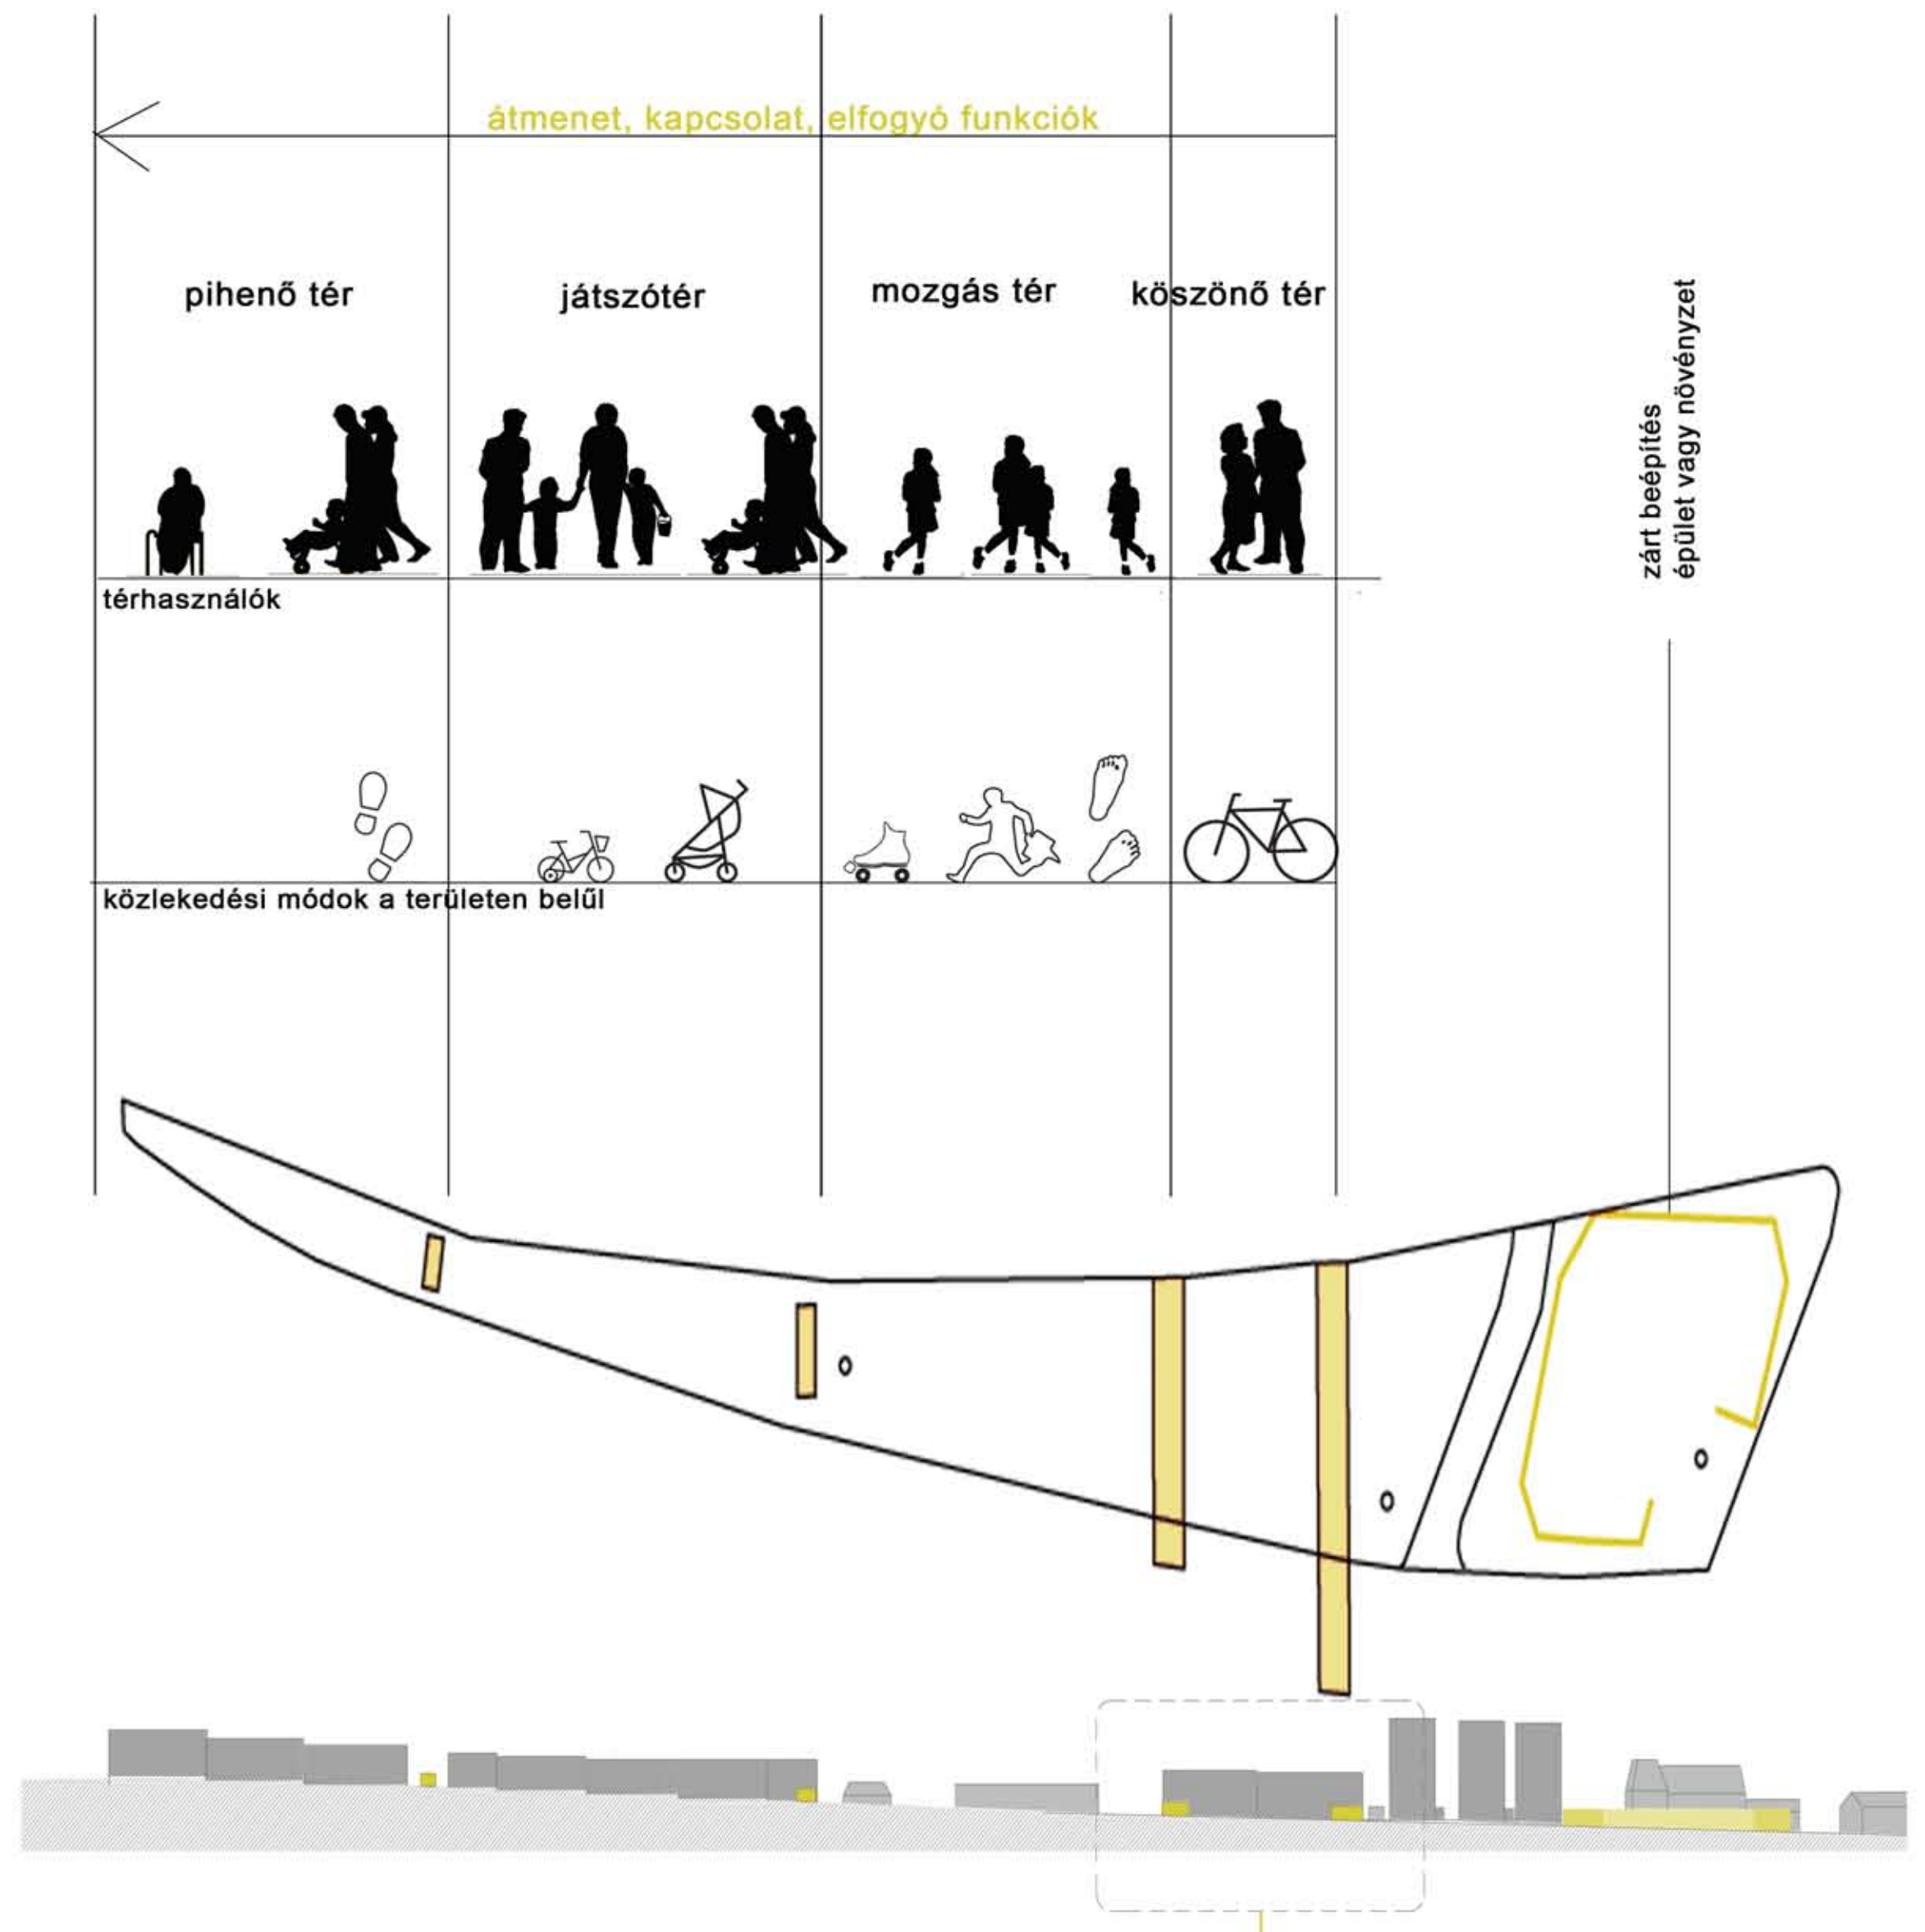 átmenet, kapcsolat, elfogyó funkciók
pihenő tér
játszótér
mozgás tér
köszönő tér
zárt beépítés
épület vagy növényzet
térhasználók
közlekedési módok a területen belűl